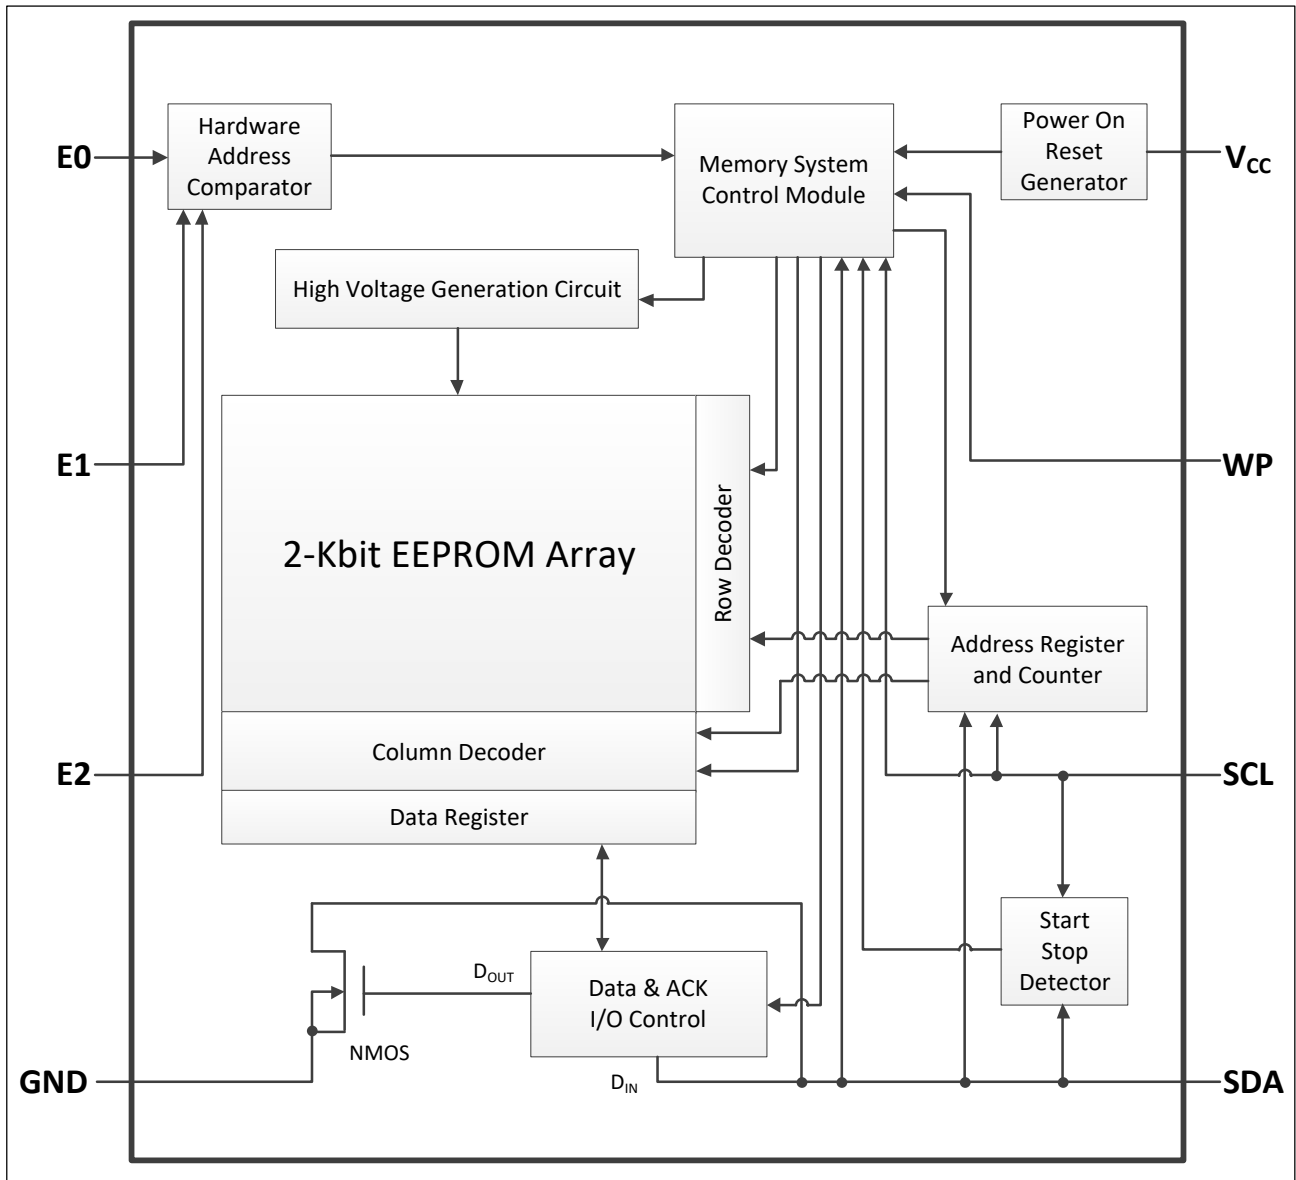 Hardware
Address
Comparator
E0
Memory System
Control Module
Power On
Reset
Generator
VCC
High Voltage Generation Circuit
E1
WP
2-Kbit EEPROM Array
Row Decoder
Address Register
and Counter
Column Decoder
E2
SCL
Data Register
Start
Stop
Detector
DOUT
Data & ACK
I/O Control
NMOS
GND
DIN
SDA